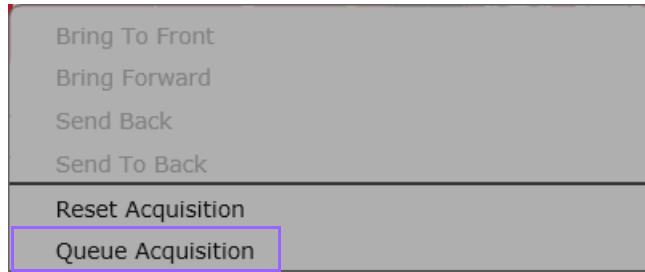 Bring To Front
Bring Forward
Send Back
Send To Back
Reset Acquisition
Queue Acquisition